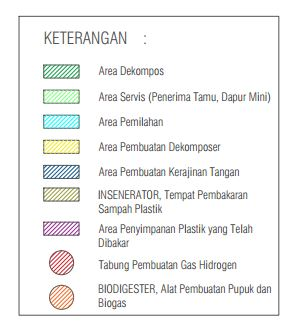 KETERANGAN :
Area Dekompos
Area Servis (Penerima Tamu, Dapur Mini)
Area Pemilahan
Area Pembuatan Dekomposer
Area Pembuatan Kerajinan Tangan
INSENERATOR, Tempat Pembakaran
Sampah Plastik
Area Penyimpanan Plastik yang Telah
Dibakar
Tabung Pembuatan Gas Hidrogen
BIODIGESTER, Alat Pembuatan Pupuk dan
Biogas